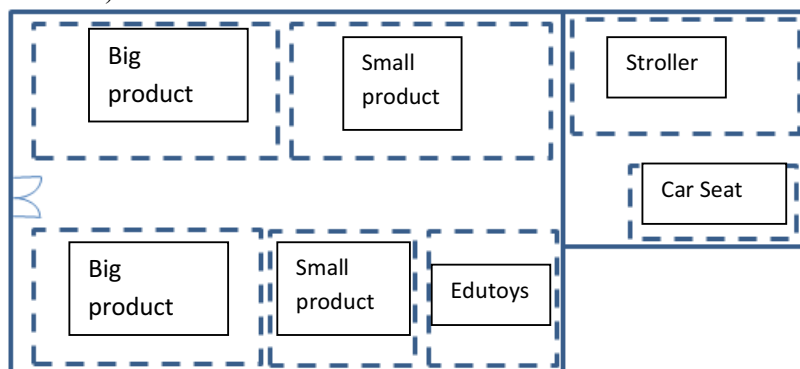 Big
product
Small
product
Stroller
Car Seat
Big
product
Small
product
Edutoys